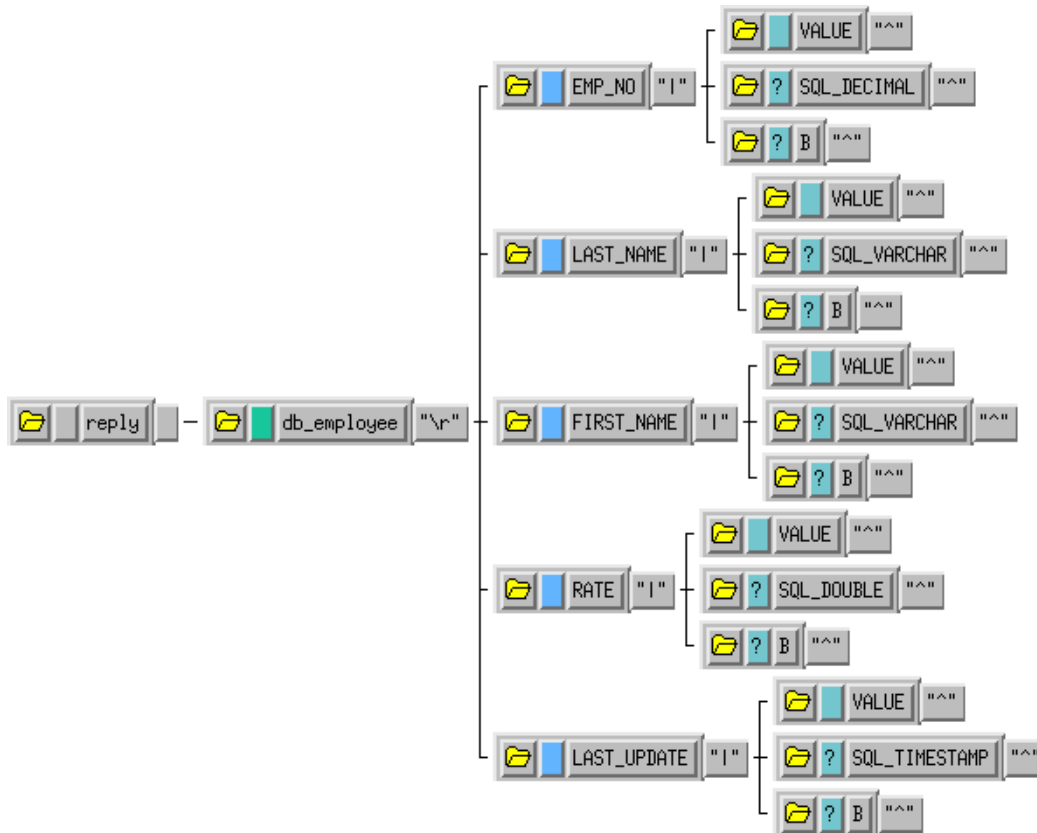 VALUE "^"
EMP_NO "|" ? SQL_DECIMAL "^"
? B "^"
VALUE "^"
LAST_NAME "|" ? SQL_VARCHAR "^"
? B "^"
VALUE "^"
reply db_employee "\r" FIRST_NAME "|" ? SQL_VARCHAR "^"
? B "^"
VALUE "^"
RATE "|" ? SQL_DOUBLE "^"
? B "^"
VALUE "^"
LAST_UPDATE "|" ? SQL_TIMESTAMP "^"
? B "^"